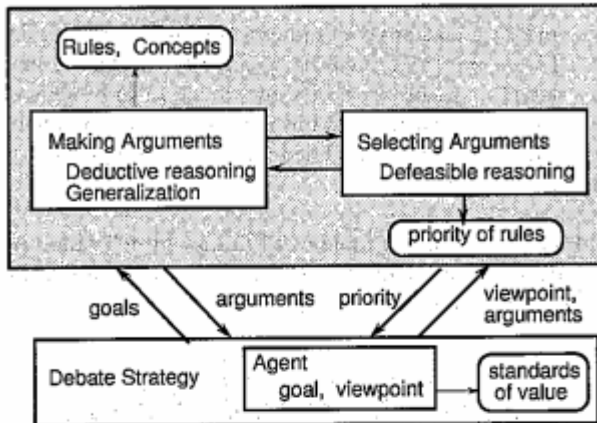 Rules, Concepts
Making Arguments
Deductive reasoning
Generalization
Selecting Arguments
Defeasible reasoning
priority of rules
goals
arguments
priority
viewpoint,
arguments
Debate Strategy
Agent
goal, viewpoint
standards
of value